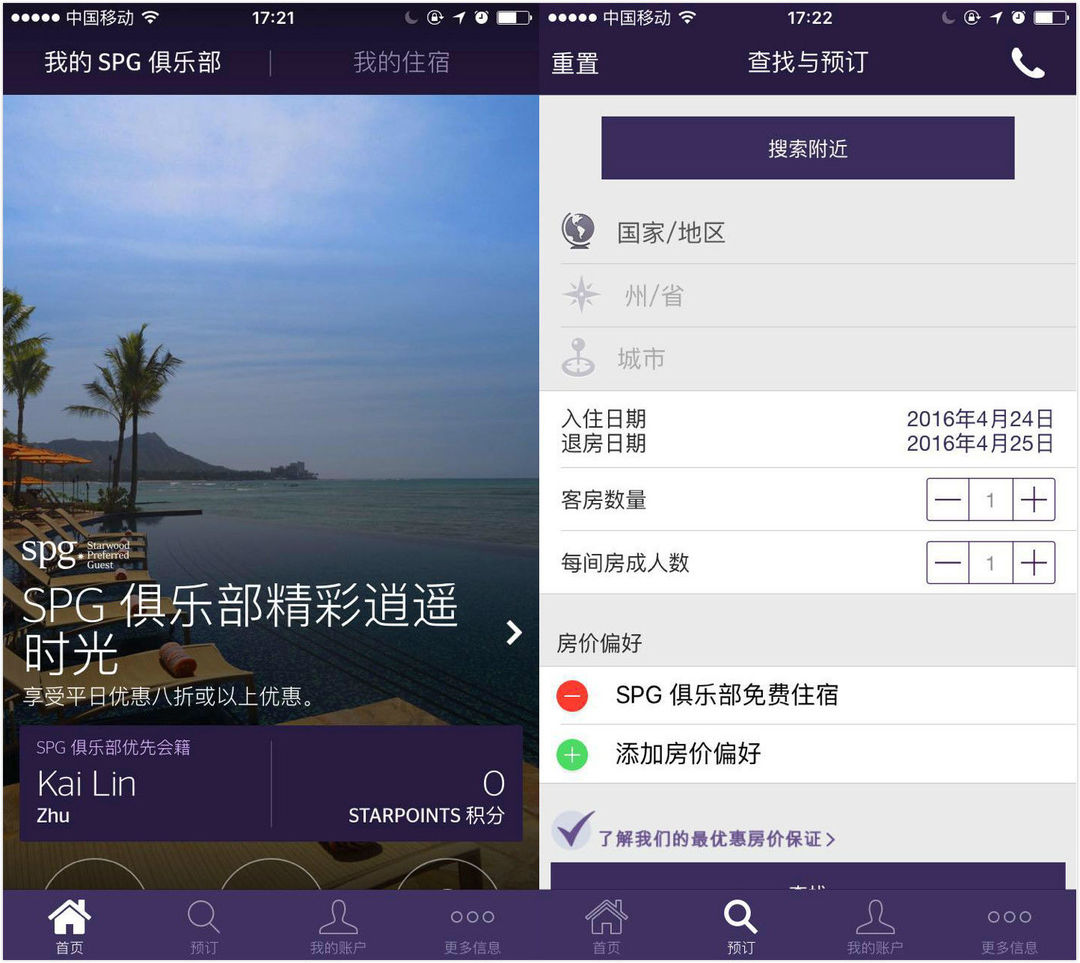 中国移动
17:21
我的 SPG 俱乐部
我的住宿
spg
Starwood
Preferred
Guest
SPG 俱乐部精彩逍遥
时光
享受平日优惠八折或以上优惠。
SPG 俱乐部优先会籍
Kai Lin
Zhu
0
STARPOINTS 积分
首页
预订
我的账户
更多信息
中国移动
17:22
重置
查找与预订
搜索附近
国家/地区
州/省
城市
入住日期 2016年4月24日
退房日期 2016年4月25日
客房数量 1
每间房成人数 1
房价偏好
SPG 俱乐部免费住宿
添加房价偏好
了解我们的最优惠房价保证>
首页
预订
我的账户
更多信息